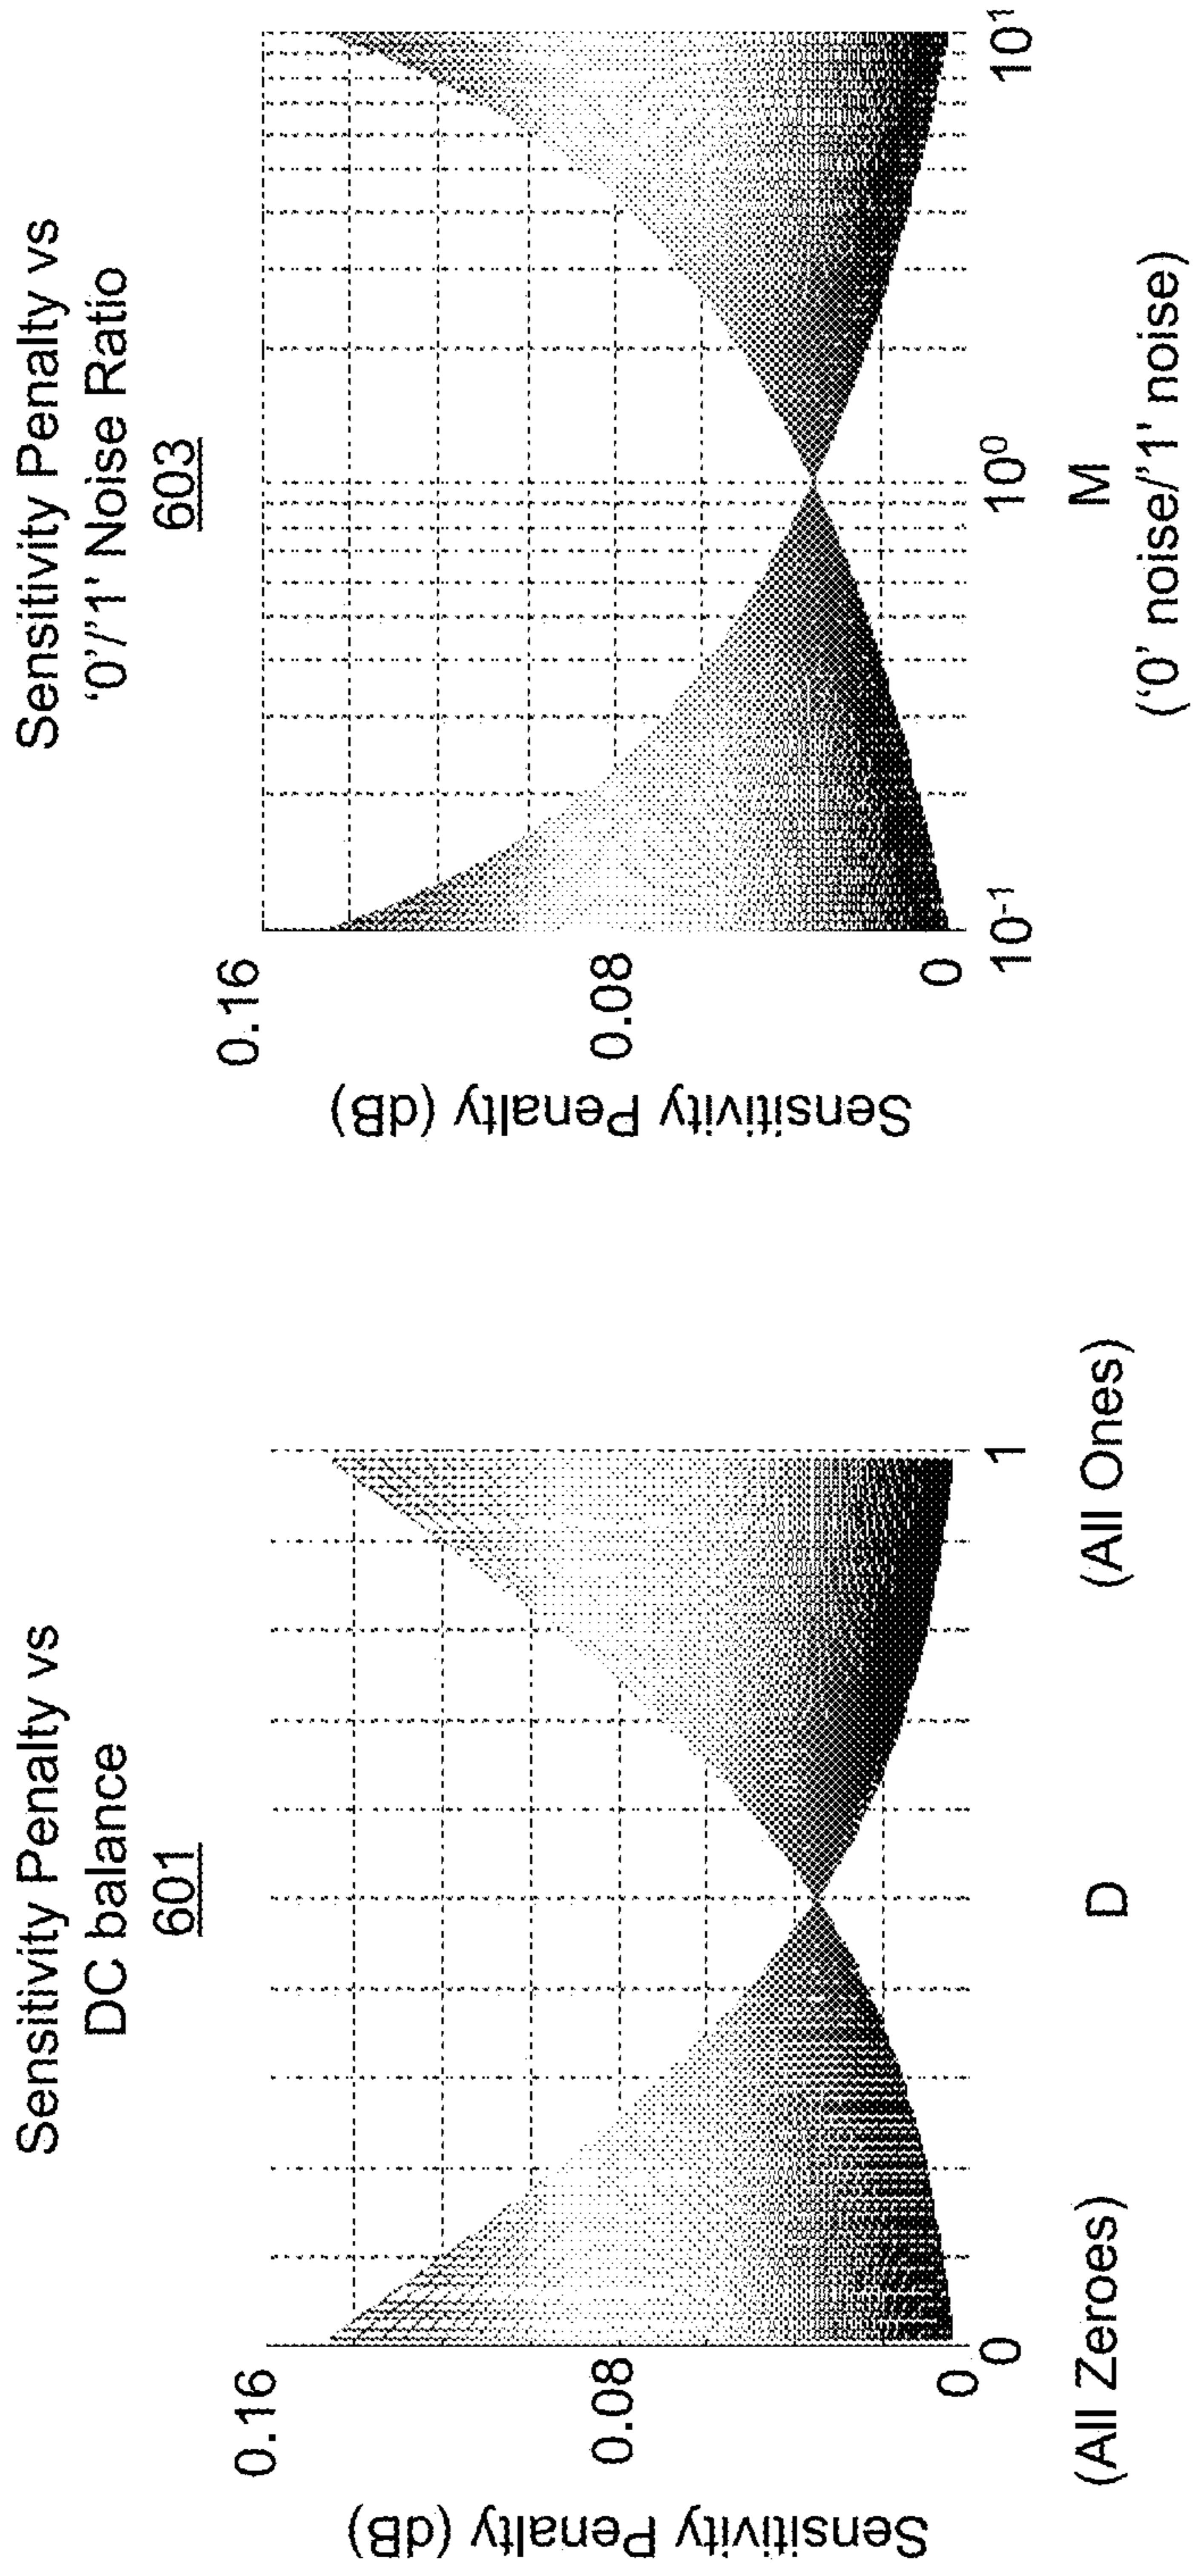 Sensitivity Penalty vs
DC balance
601
Sensitivity Penalty (dB)
0.16
0.08
0
0
1
(All Zeroes)
D
(All Ones)
Sensitivity Penalty vs
‘0’/’1' Noise Ratio
603
Sensitivity Penalty (dB)
0.16
0.08
0
10⁻¹
10⁰
10¹
M
(‘0’ noise/’1' noise)